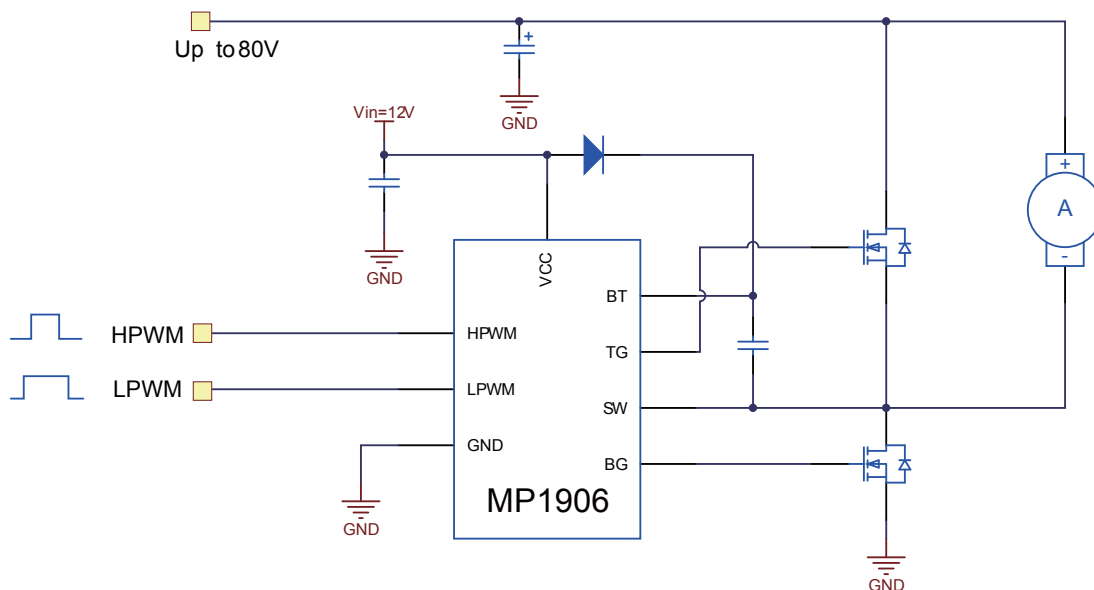 Up to 80V
+
GND
Vin=12V
GND
VCC
+
A
-
BT
HPWM
HPWM
TG
LPWM
LPWM
SW
GND
BG
MP1906
GND
GND